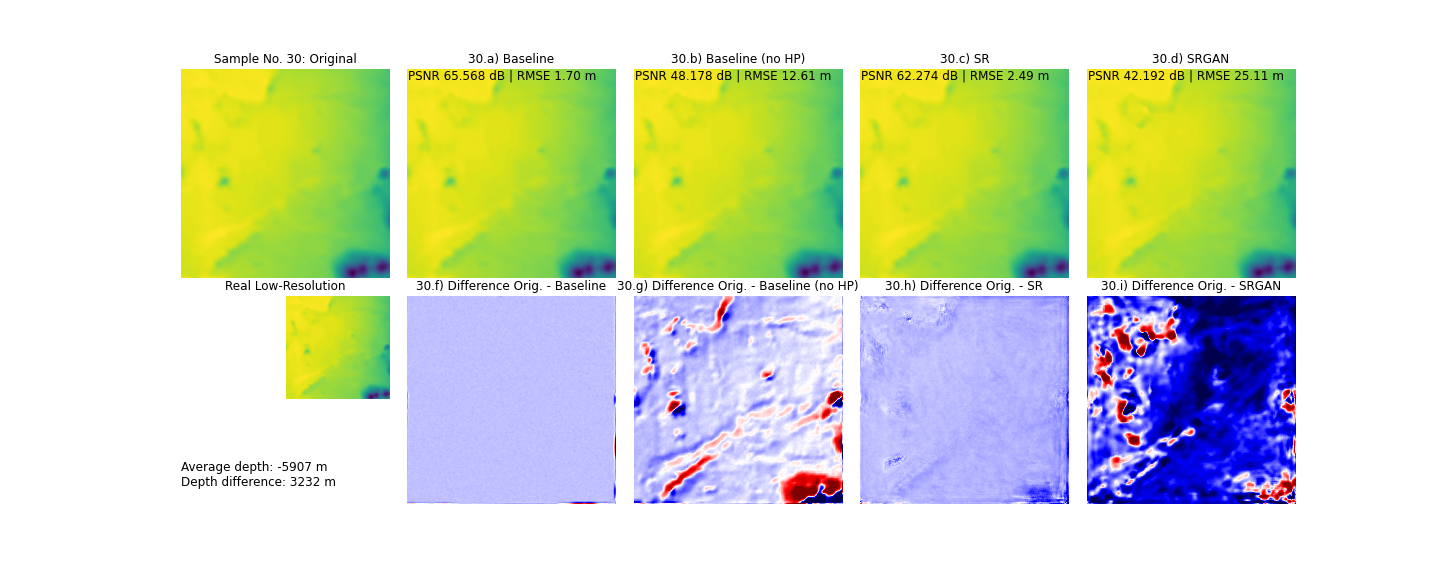 Sample No. 30: Original
30.a) Baseline
30.b) Baseline (no HP)
30.c) SR
30.d) SRGAN
PSNR 65.568 dB | RMSE 1.70 m
PSNR 48.178 dB | RMSE 12.61 m
PSNR 62.274 dB | RMSE 2.49 m
PSNR 42.192 dB | RMSE 25.11 m
Real Low-Resolution
30.f) Difference Orig. - Baseline
30.g) Difference Orig. - Baseline (no HP)
30.h) Difference Orig. - SR
30.i) Difference Orig. - SRGAN
Average depth: -5907 m
Depth difference: 3232 m